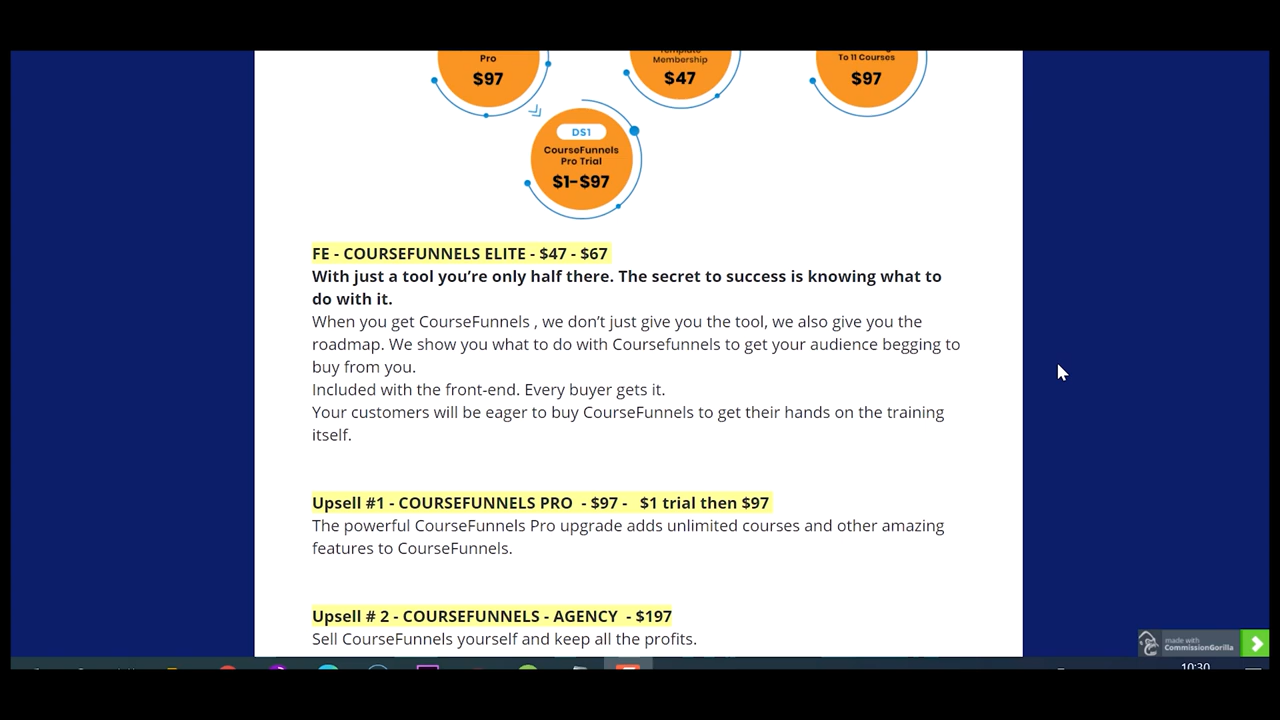 Pro
$97
Template
Membership
$47
To 11 Courses
$97
DS1
CourseFunnels
Pro Trial
$1-$97
FE - COURSEFUNNELS ELITE - $47 - $67
With just a tool you’re only half there. The secret to success is knowing what to
do with it.
When you get CourseFunnels , we don’t just give you the tool, we also give you the
roadmap. We show you what to do with Coursefunnels to get your audience begging to
buy from you.
Included with the front-end. Every buyer gets it.
Your customers will be eager to buy CourseFunnels to get their hands on the training
itself.
Upsell #1 - COURSEFUNNELS PRO  - $97 -   $1 trial then $97
The powerful CourseFunnels Pro upgrade adds unlimited courses and other amazing
features to CourseFunnels.
Upsell # 2 - COURSEFUNNELS - AGENCY  - $197
Sell CourseFunnels yourself and keep all the profits.
made with
CommissionGorilla
10:30